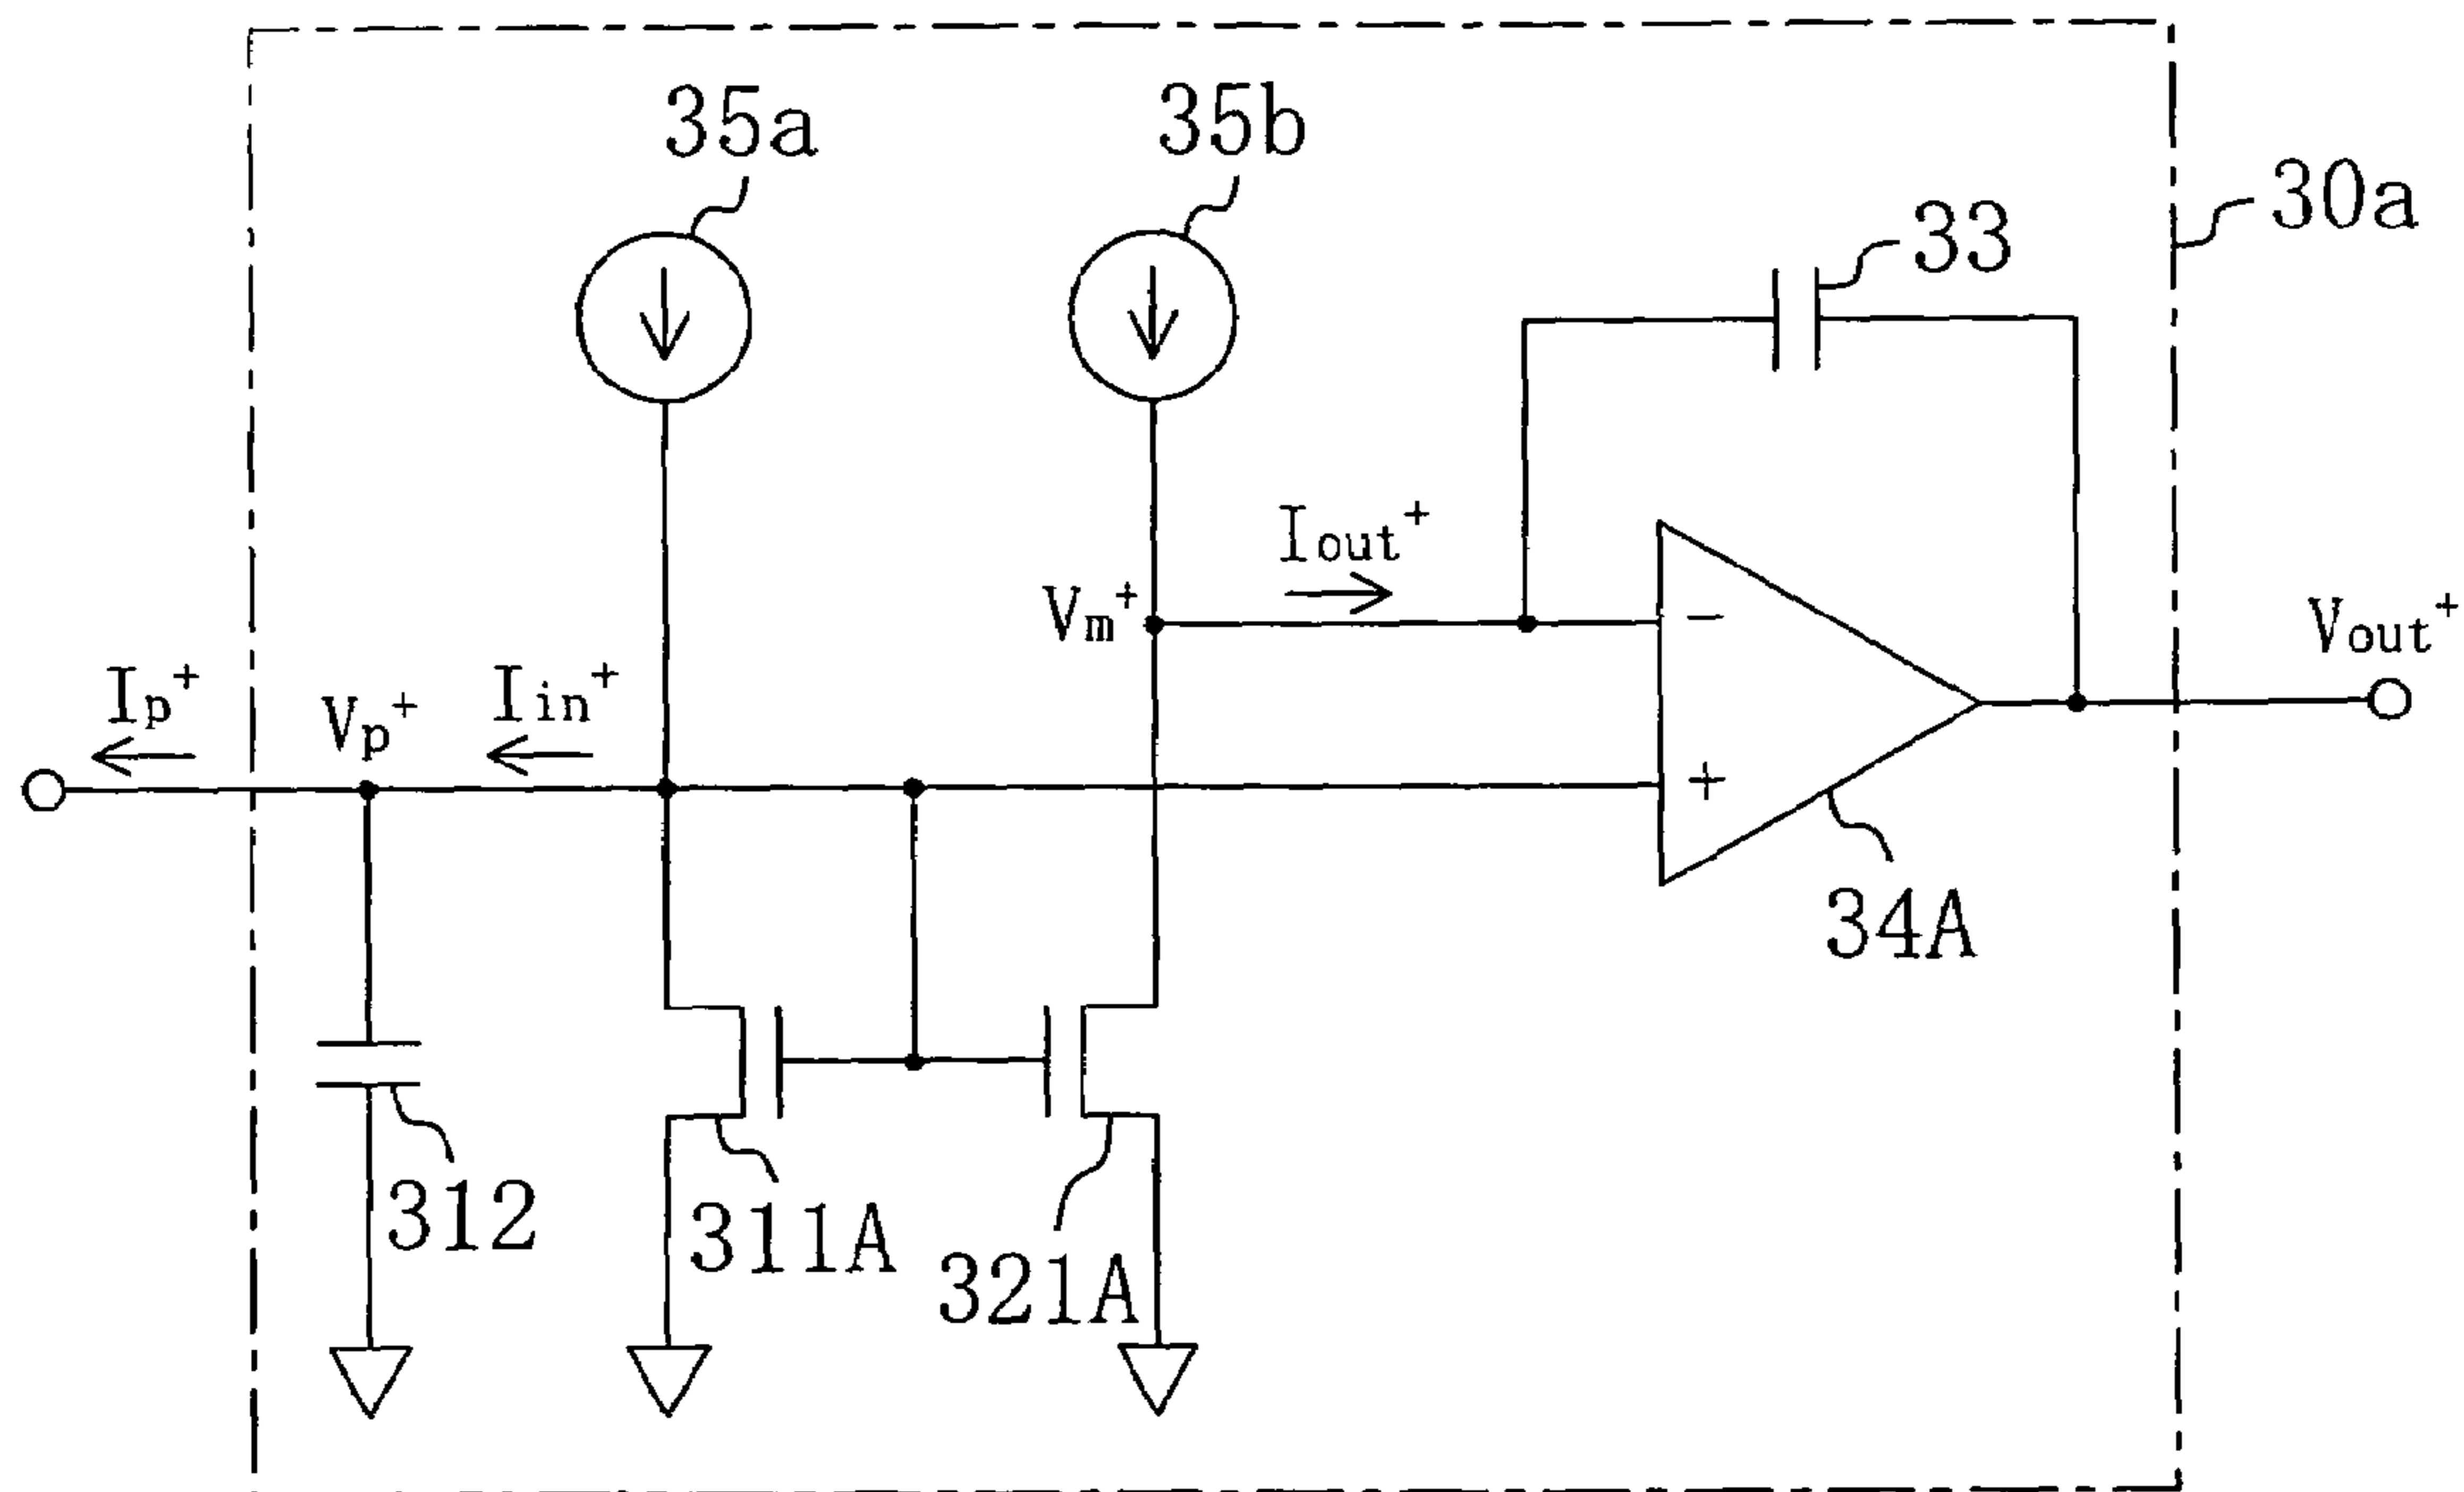 35a
35b
33
30a
Iout+
Vm+
Vout+
Ip+
Vp+
Iin+
−
+
34A
312
311A
321A